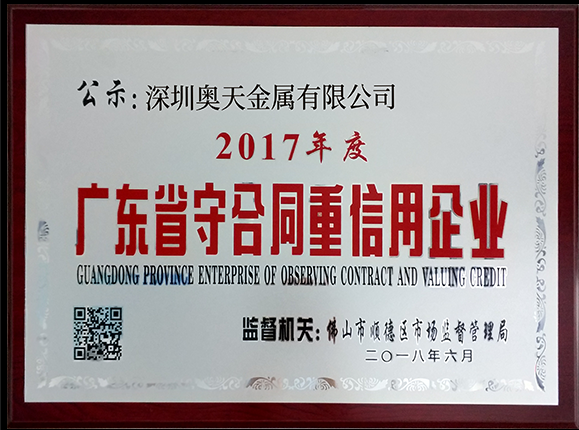 公示:深圳奥天金属有限公司
2017年度
广东省守合同重信用企业
GUANGDONG PROVINCE ENTERPRISE OF OBSERVING CONTRACT AND VALUING CREDIT
监督机关:佛山市顺德区市场监督管理局
二〇一八年六月